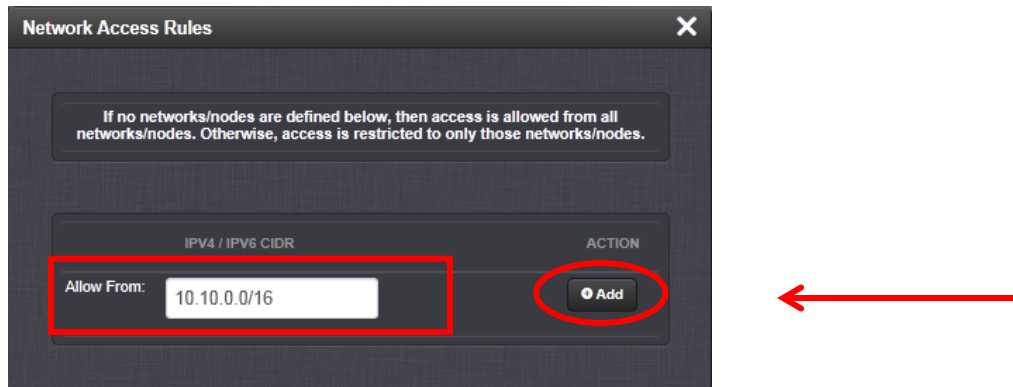 Network Access Rules
If no networks/nodes are defined below, then access is allowed from all
networks/nodes. Otherwise, access is restricted to only those networks/nodes.
IPV4 / IPV6 CIDR ACTION
Allow From: 10.10.0.0/16 Add